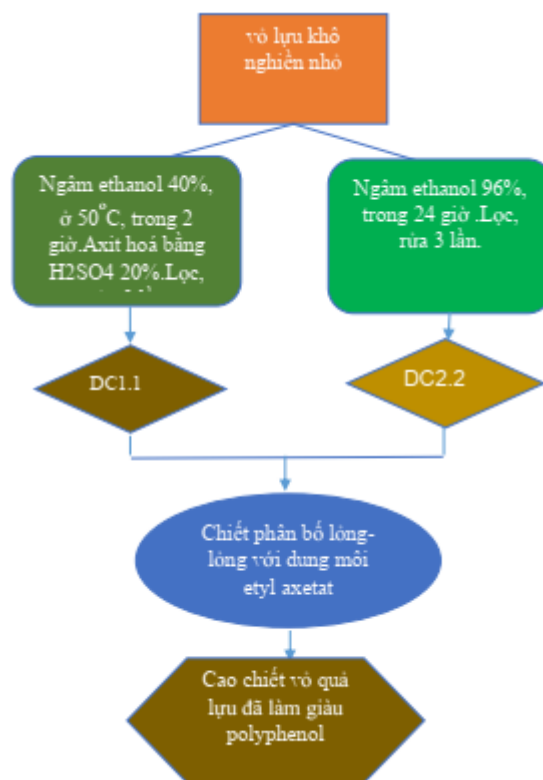 vỏ lựu khô
nghiền nhỏ
Ngâm ethanol 40%,
ở 50°C, trong 2
giờ.Axit hoá bằng
H2SO4 20%.Lọc,
Ngâm ethanol 96%,
trong 24 giờ .Lọc,
rửa 3 lần.
DC1.1
DC2.2
Chiết phân bố lỏng-
lỏng với dung môi
etyl axetat
Cao chiết vỏ quả
lựu đã làm giàu
polyphenol